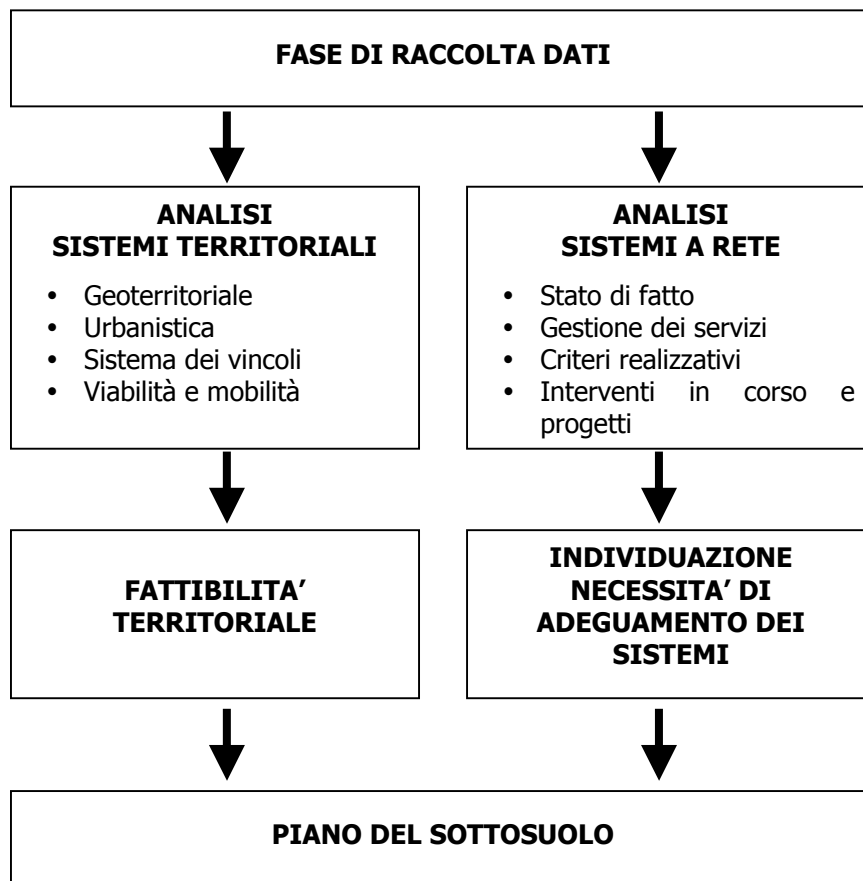 FASE DI RACCOLTA DATI
ANALISI
SISTEMI TERRITORIALI
• Geoterritoriale
• Urbanistica
• Sistema dei vincoli
• Viabilità e mobilità
ANALISI
SISTEMI A RETE
• Stato di fatto
• Gestione dei servizi
• Criteri realizzativi
• Interventi in corso e
progetti
FATTIBILITA’
TERRITORIALE
INDIVIDUAZIONE
NECESSITA’ DI
ADEGUAMENTO DEI
SISTEMI
PIANO DEL SOTTOSUOLO